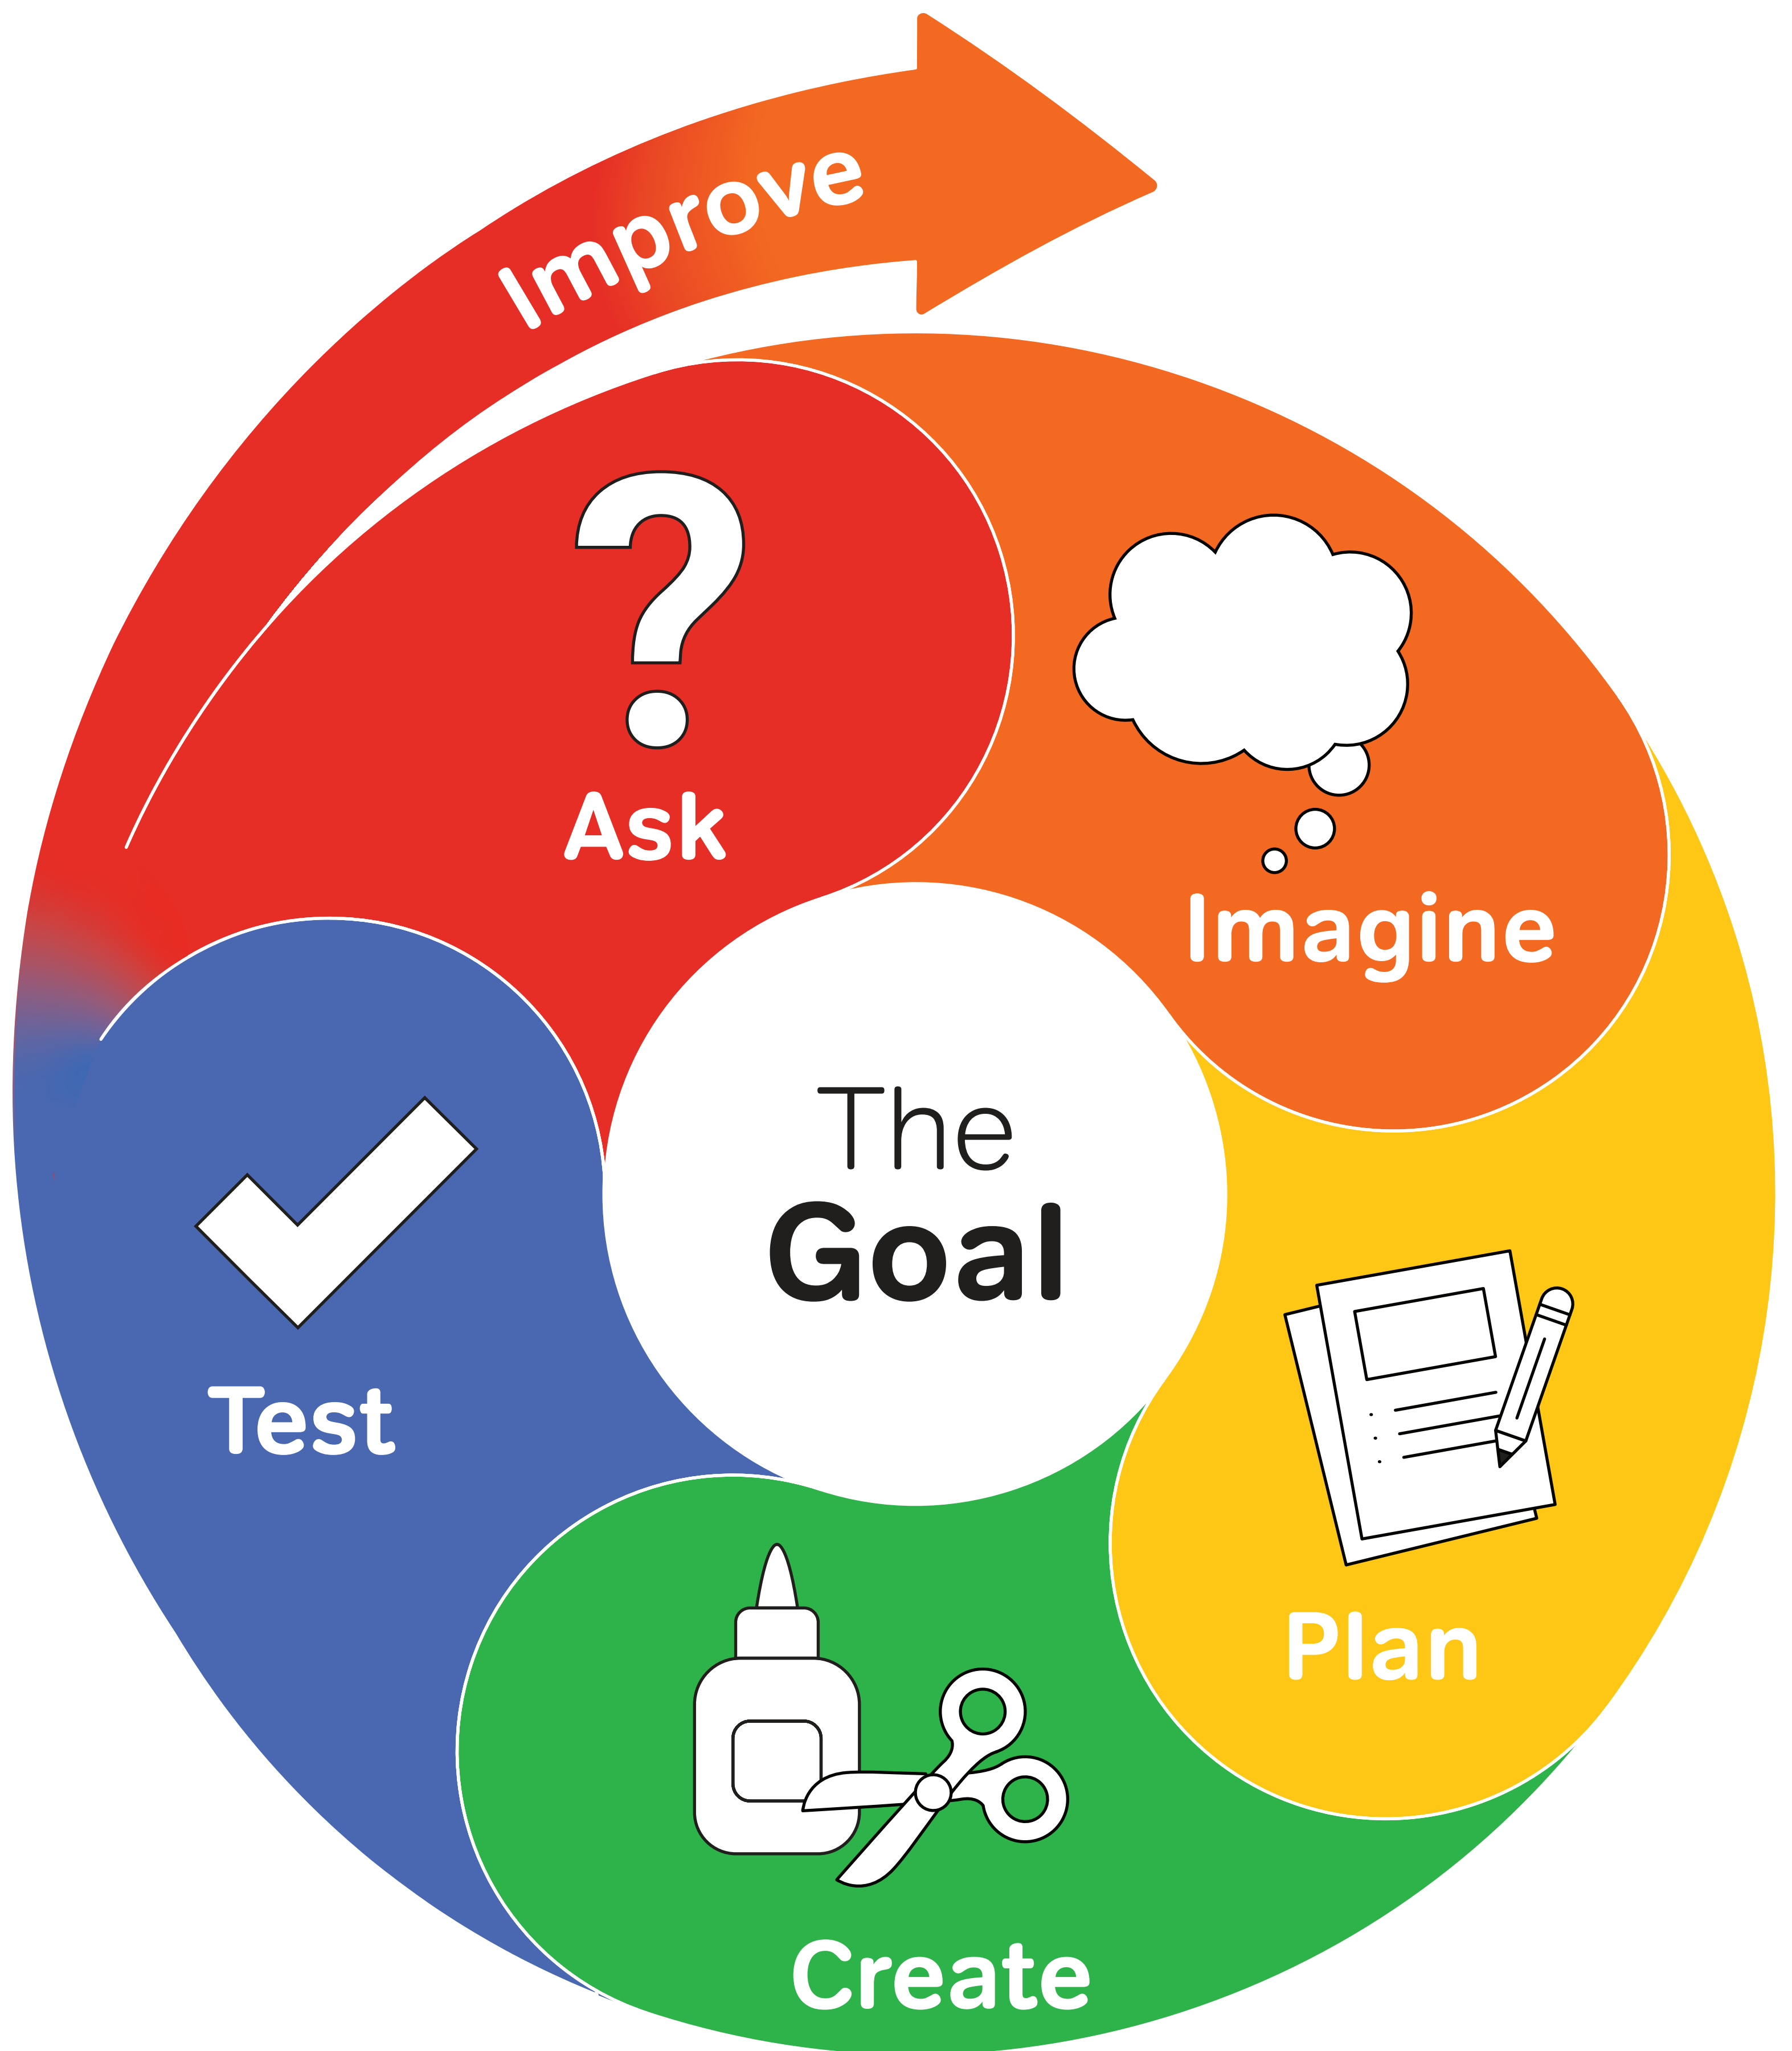 Improve
Ask
Imagine
The
Goal
Test
Plan
Create